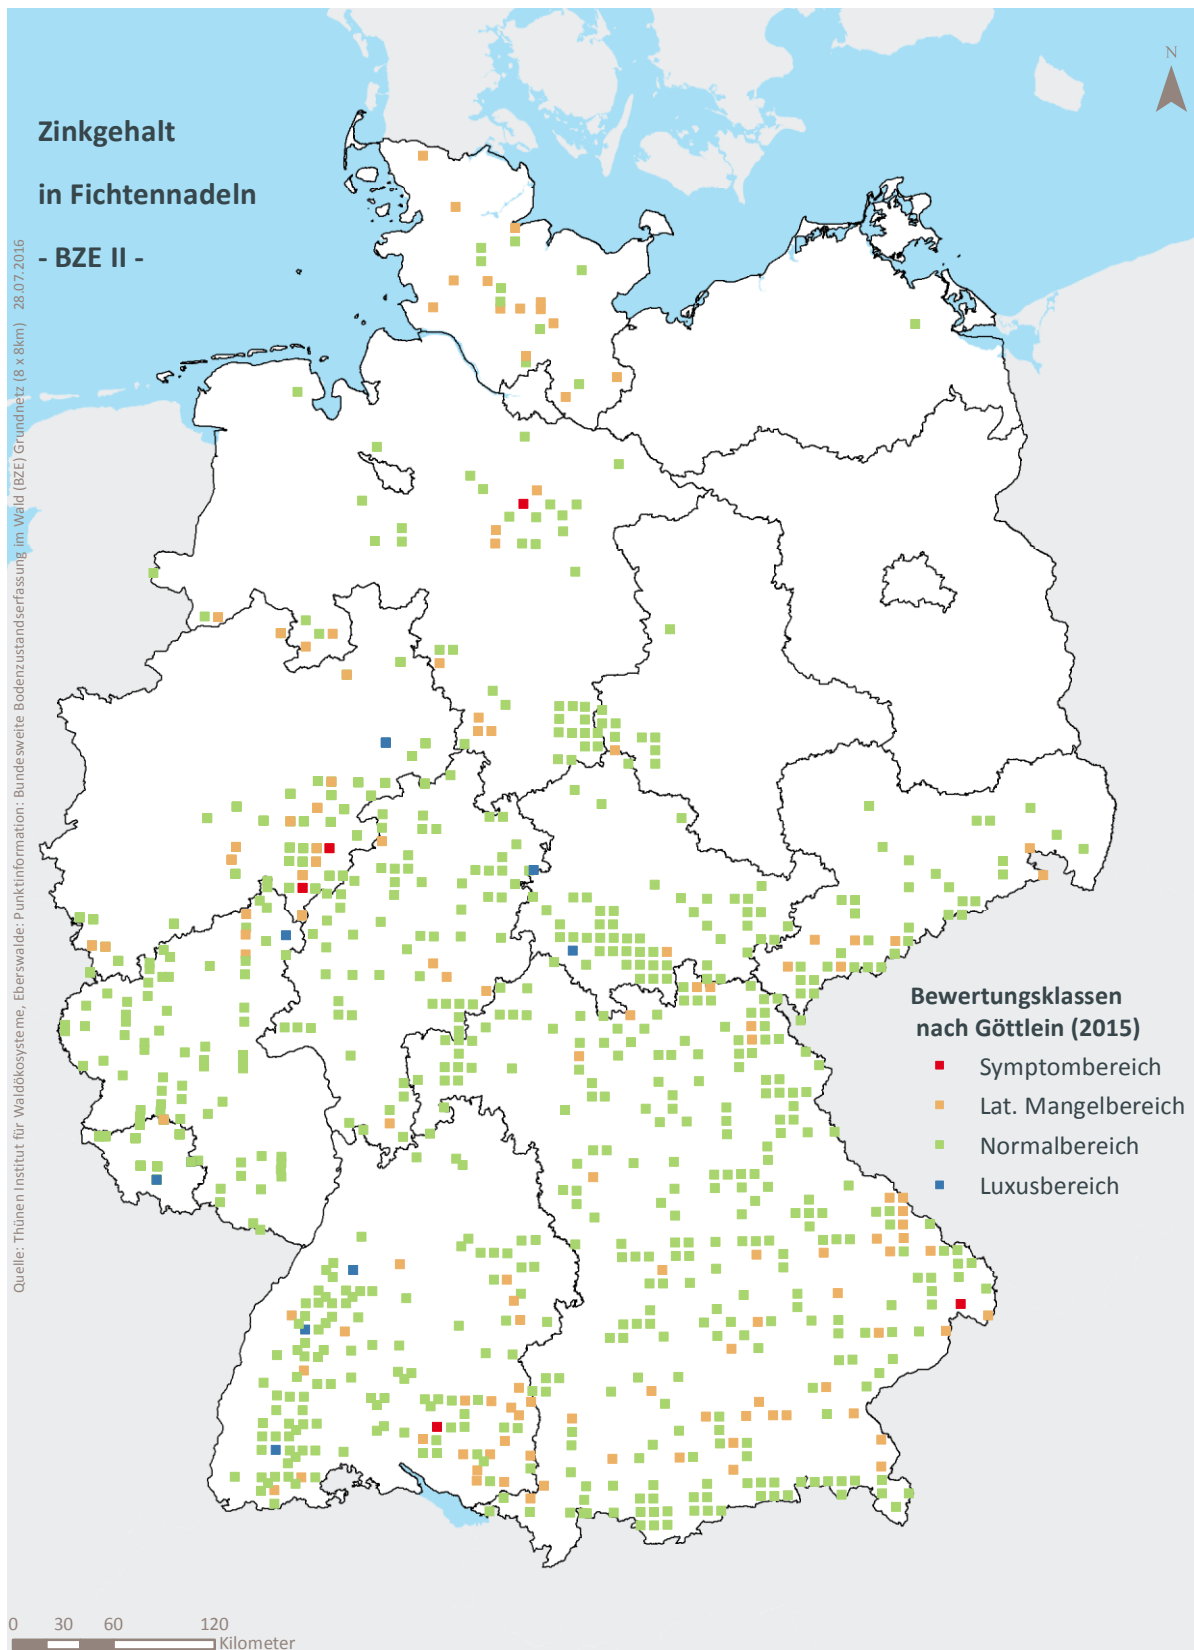 Zinkgehalt
in Fichtennadeln
- BZE II -
N
Quelle: Thünen Institut für Waldökosysteme, Eberswalde: Punktinformation: Bundesweite Bodenzustandserfassung im Wald (BZE) Grundnetz (8 x 8km) 28.07.2016
Bewertungsklassen
nach Göttlein (2015)
Symptombereich
Lat. Mangelbereich
Normalbereich
Luxusbereich
0 30 60 120
Kilometer